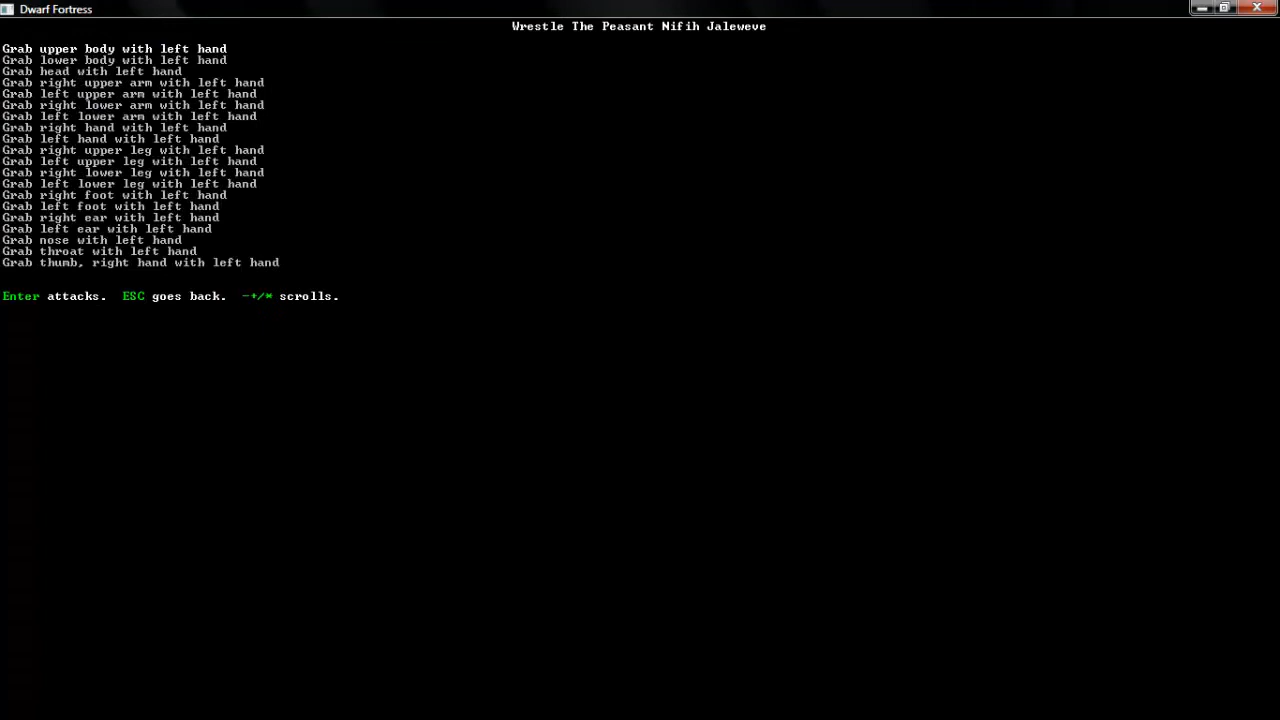 Dwarf Fortress
Wrestle The Peasant Nifih Jaleweve
Grab upper body with left hand
Grab lower body with left hand
Grab head with left hand
Grab right upper arm with left hand
Grab left upper arm with left hand
Grab right lower arm with left hand
Grab left lower arm with left hand
Grab right hand with left hand
Grab left hand with left hand
Grab right upper leg with left hand
Grab left upper leg with left hand
Grab right lower leg with left hand
Grab left lower leg with left hand
Grab right foot with left hand
Grab left foot with left hand
Grab right ear with left hand
Grab left ear with left hand
Grab nose with left hand
Grab throat with left hand
Grab thumb, right hand with left hand
Enter attacks. ESC goes back. -+/* scrolls.